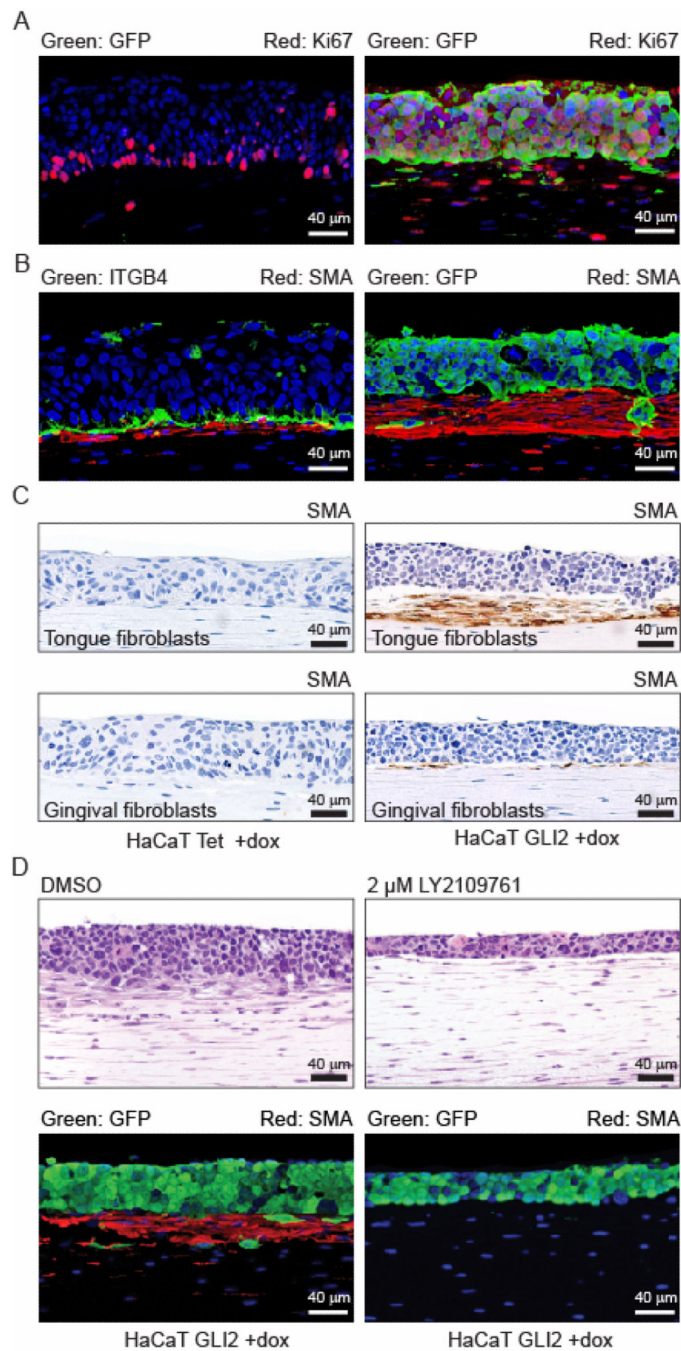 A
Green: GFP Red: Ki67 Green: GFP Red: Ki67
40 µm 40 µm
B
Green: ITGB4 Red: SMA Green: GFP Red: SMA
40 µm 40 µm
C
SMA SMA
Tongue fibroblasts 40 µm Tongue fibroblasts 40 µm
SMA SMA
Gingival fibroblasts 40 µm Gingival fibroblasts 40 µm
HaCaT Tet +dox HaCaT GLI2 +dox
D
DMSO 2 µM LY2109761
40 µm 40 µm
Green: GFP Red: SMA Green: GFP Red: SMA
40 µm 40 µm
HaCaT GLI2 +dox HaCaT GLI2 +dox